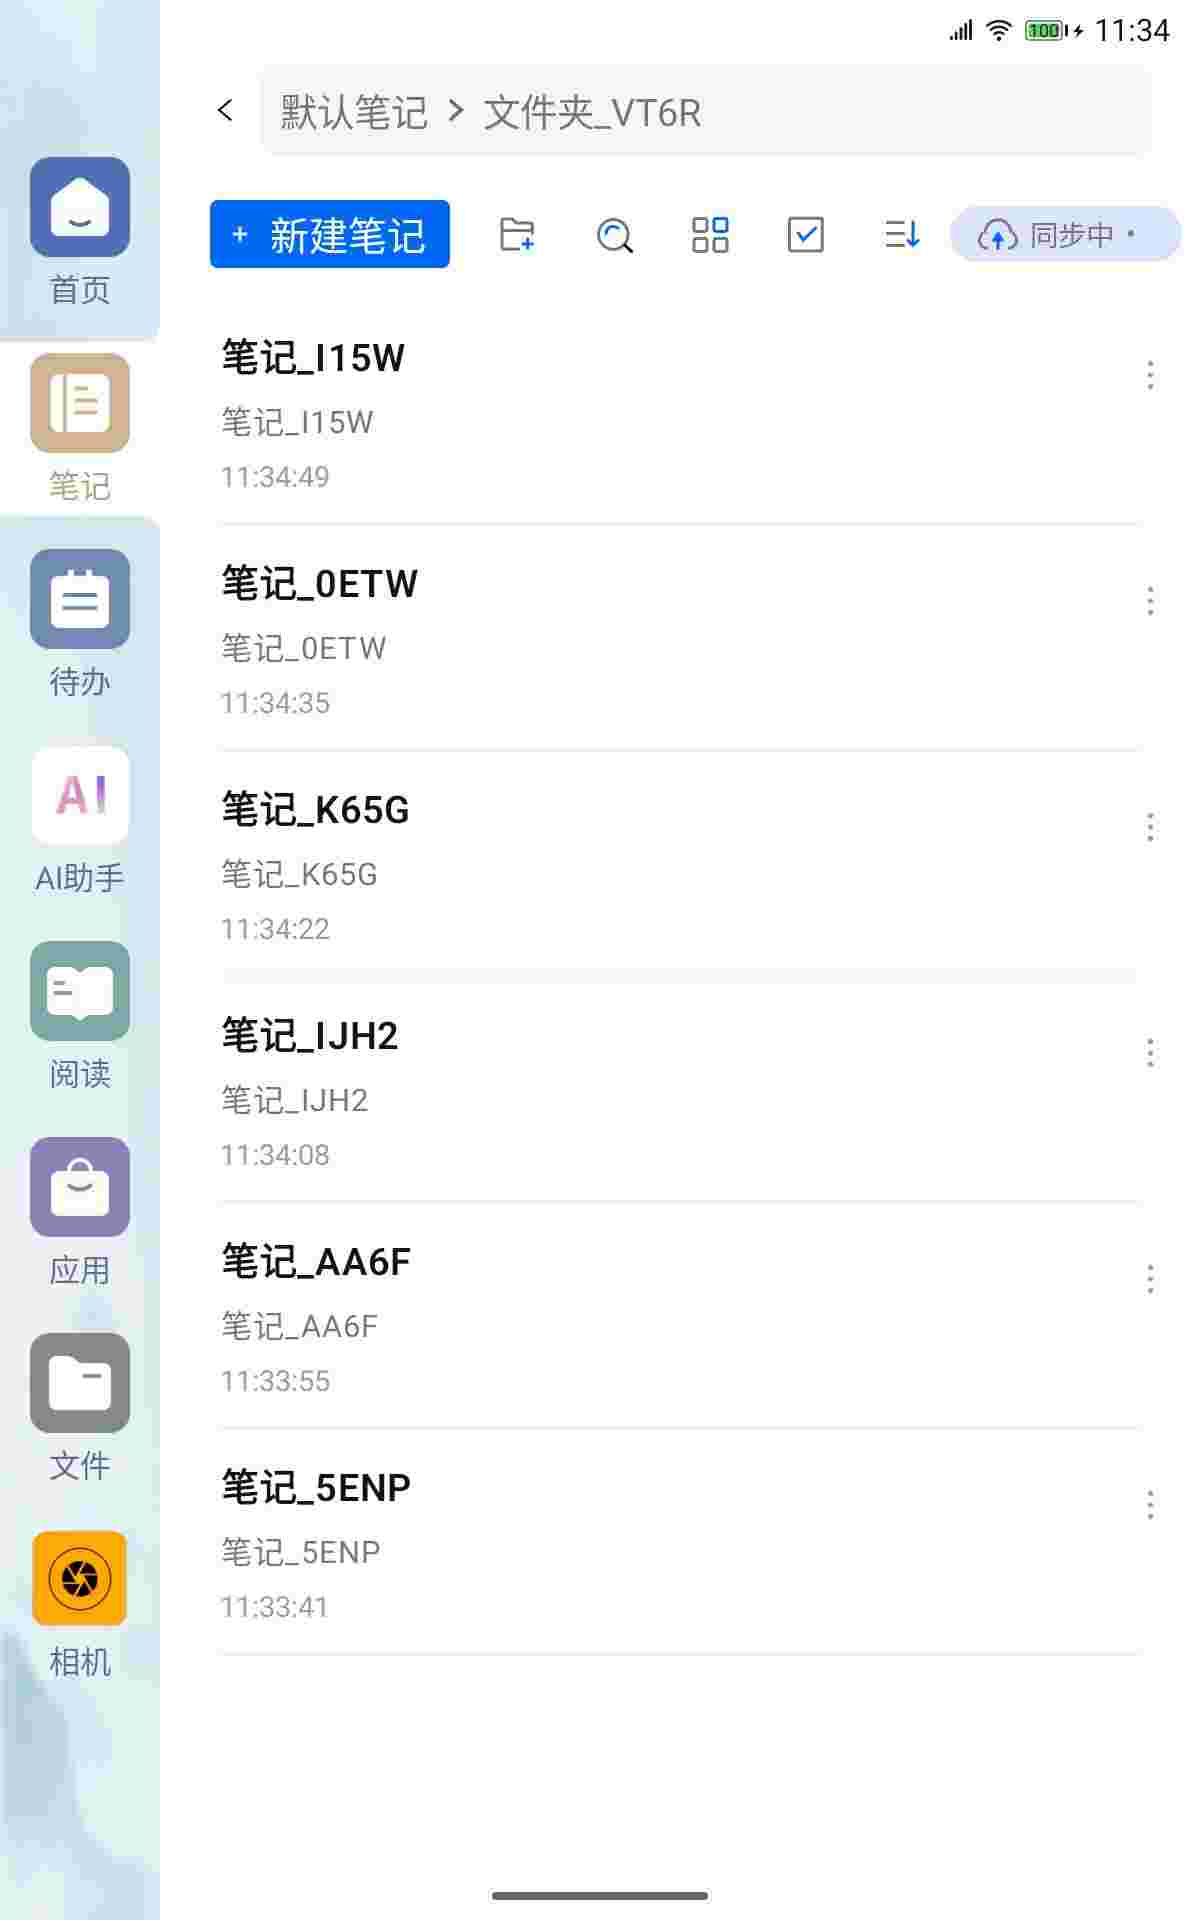 100 11:34
默认笔记 > 文件夹_VT6R
+ 新建笔记 同步中
首页
笔记
待办
AI
AI助手
阅读
应用
文件
相机
笔记_I15W
笔记_I15W
11:34:49
笔记_0ETW
笔记_0ETW
11:34:35
笔记_K65G
笔记_K65G
11:34:22
笔记_IJH2
笔记_IJH2
11:34:08
笔记_AA6F
笔记_AA6F
11:33:55
笔记_5ENP
笔记_5ENP
11:33:41